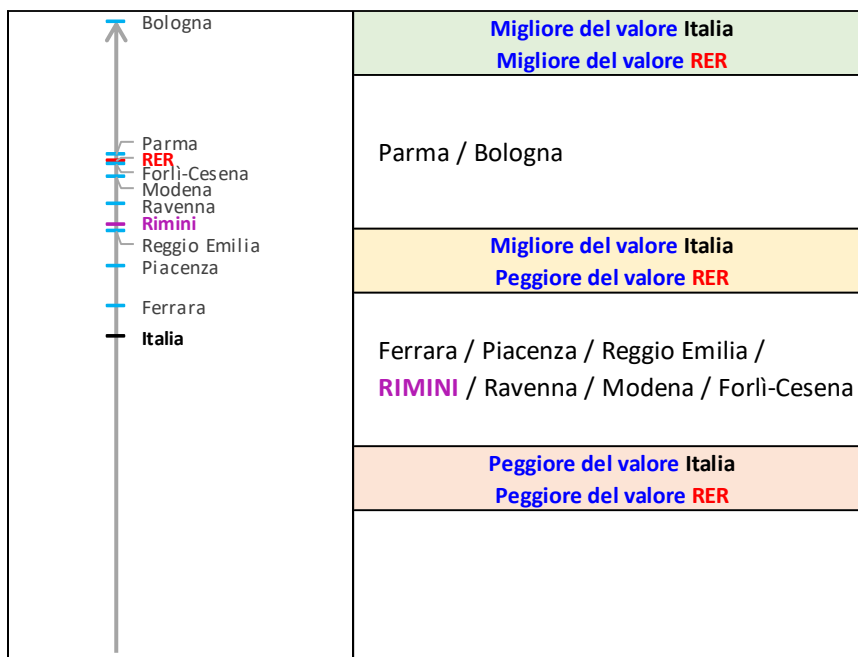 Bologna
Parma
RER
Forlì-Cesena
Modena
Ravenna
Rimini
Reggio Emilia
Piacenza
Ferrara
Italia
Migliore del valore Italia
Migliore del valore RER
Parma / Bologna
Migliore del valore Italia
Peggiore del valore RER
Ferrara / Piacenza / Reggio Emilia /
RIMINI / Ravenna / Modena / Forlì-Cesena
Peggiore del valore Italia
Peggiore del valore RER